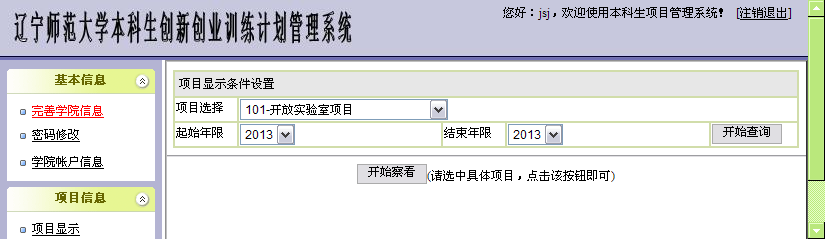 辽宁师范大学本科生创新创业训练计划管理系统
您好：jsj，欢迎使用本科生项目管理系统！ [注销退出]
基本信息
完善学院信息
密码修改
学院帐户信息
项目信息
项目显示
项目显示条件设置
项目选择 101-开放实验室项目
起始年限 2013 结束年限 2013 开始查询
开始察看 (请选中具体项目，点击该按钮即可)